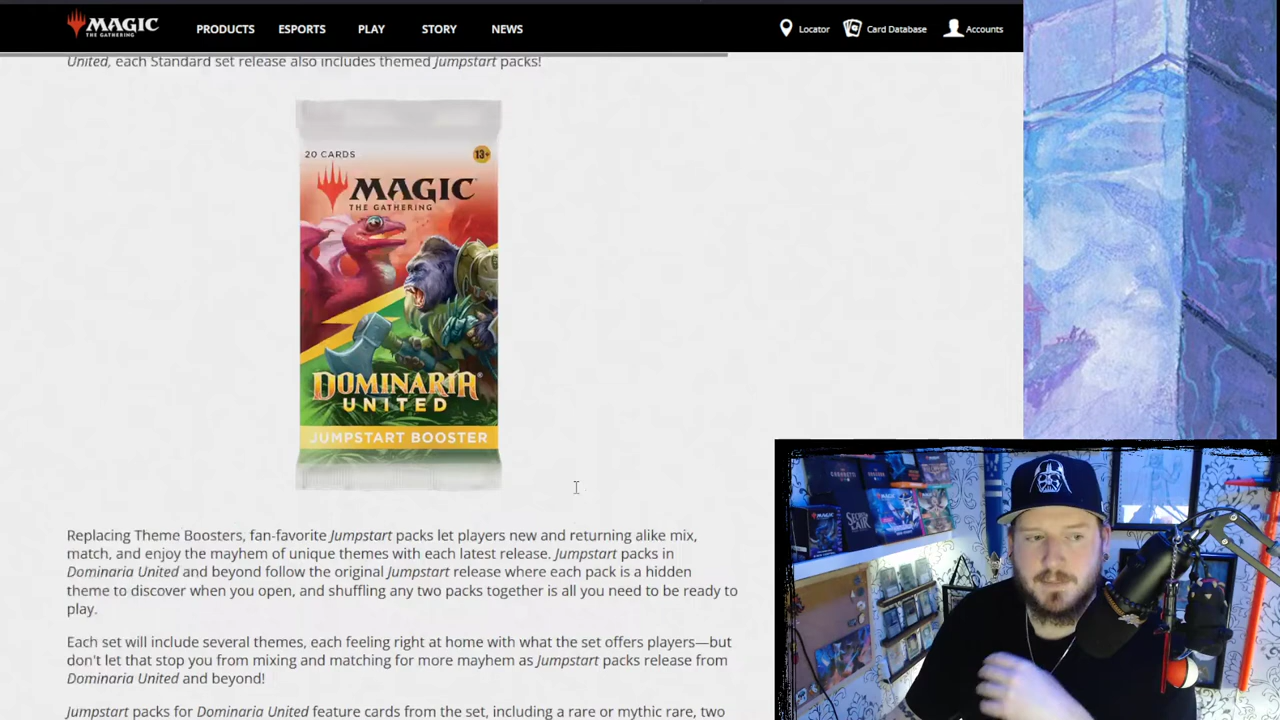 MAGIC
THE GATHERING
PRODUCTS ESPORTS PLAY STORY NEWS
Locator Card Database Accounts
United, each Standard set release also includes themed Jumpstart packs!
20 CARDS 13+
MAGIC
THE GATHERING
DOMINARIA
UNITED
JUMPSTART BOOSTER
Replacing Theme Boosters, fan-favorite Jumpstart packs let players new and returning alike mix,
match, and enjoy the mayhem of unique themes with each latest release. Jumpstart packs in
Dominaria United and beyond follow the original Jumpstart release where each pack is a hidden
theme to discover when you open, and shuffling any two packs together is all you need to be ready to
play.
Each set will include several themes, each feeling right at home with what the set offers players—but
don't let that stop you from mixing and matching for more mayhem as Jumpstart packs release from
Dominaria United and beyond!
Jumpstart packs for Dominaria United feature cards from the set, including a rare or mythic rare, two
MAGIC
SECRET
LAIR